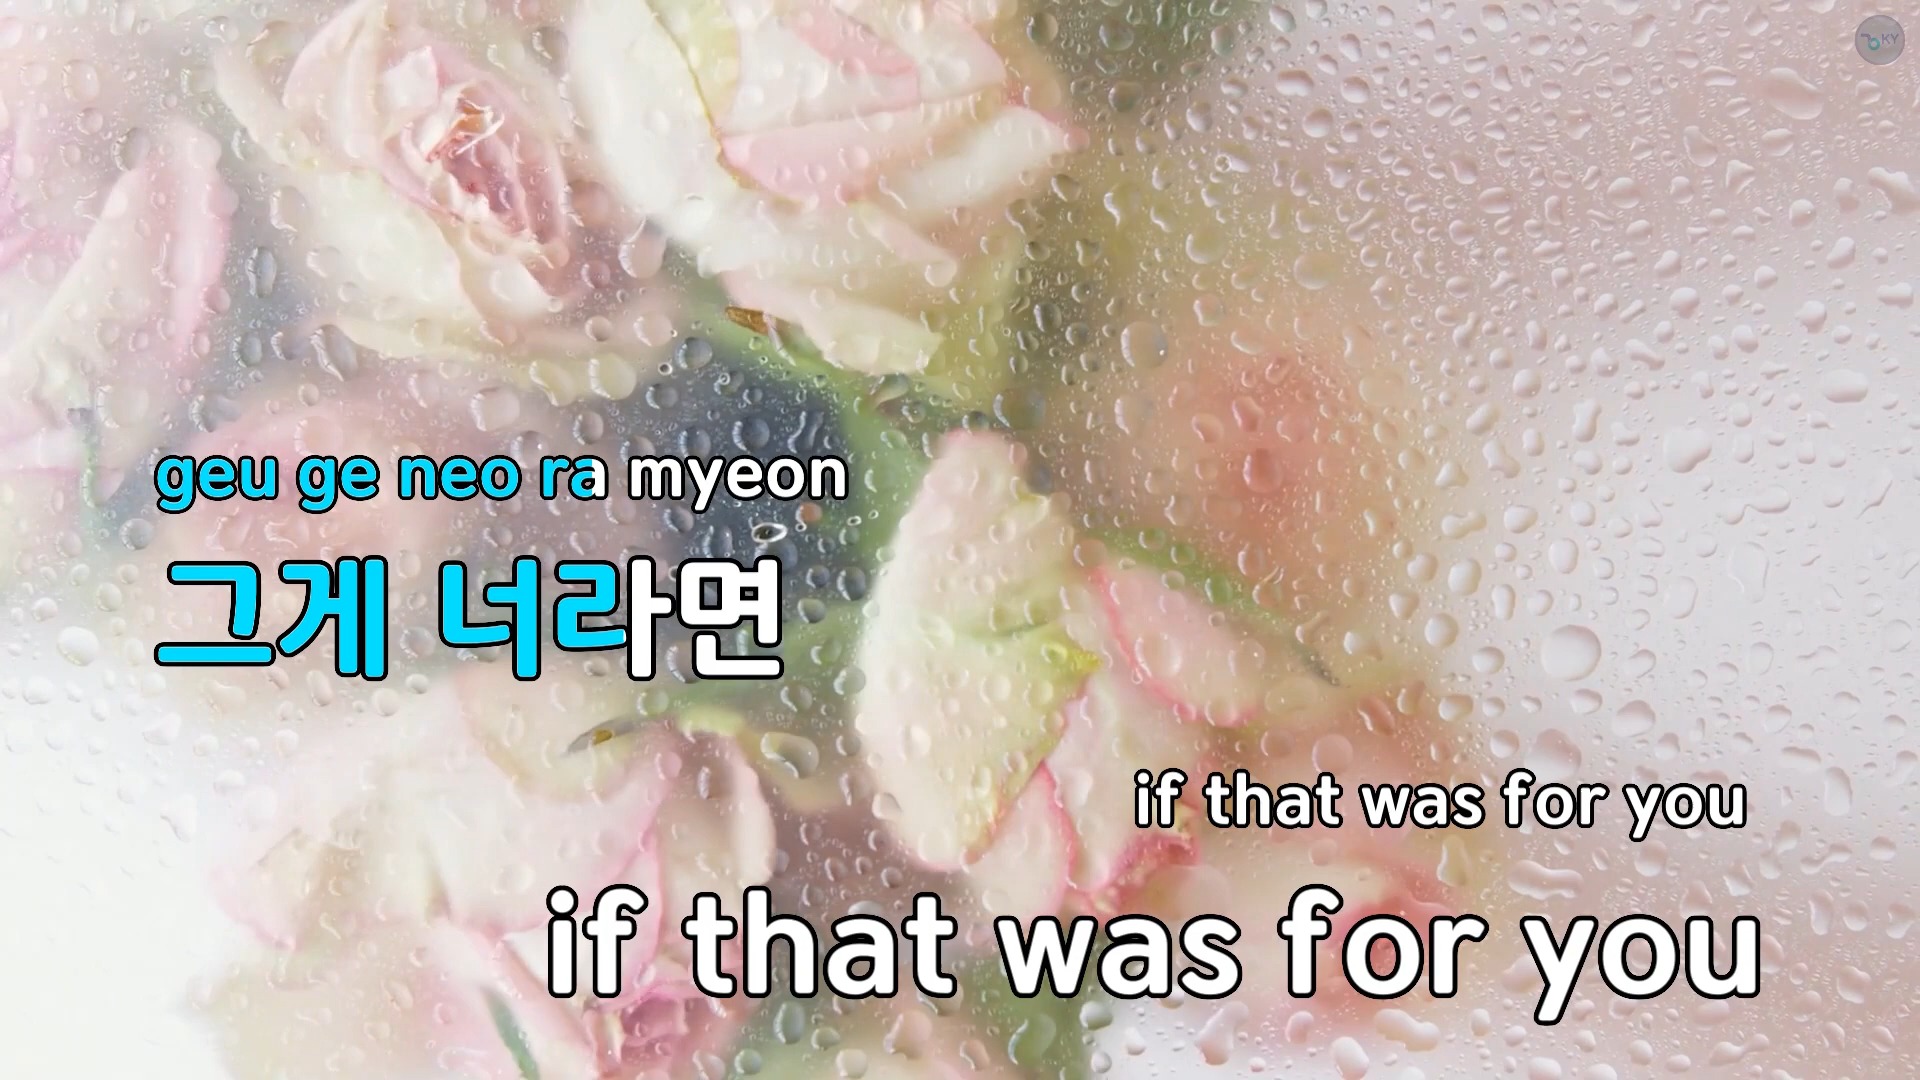 KY
geu ge neo ra myeon
그게 너라면
if that was for you
if that was for you